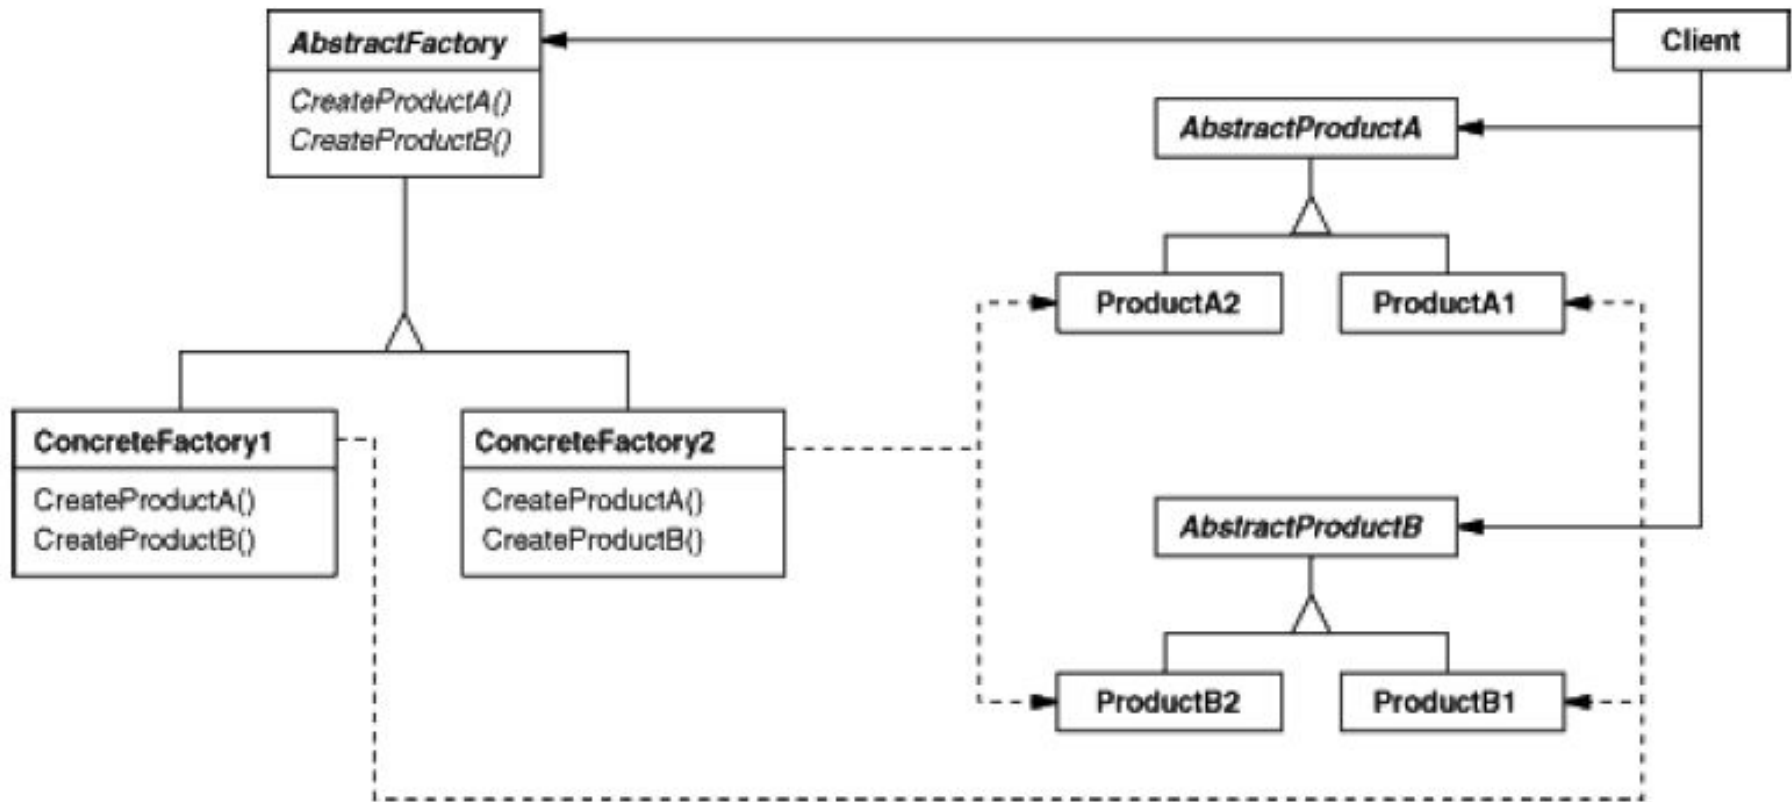 AbstractFactory
CreateProductA()
CreateProductB()
Client
AbstractProductA
ProductA2
ProductA1
ConcreteFactory1
CreateProductA()
CreateProductB()
ConcreteFactory2
CreateProductA()
CreateProductB()
AbstractProductB
ProductB2
ProductB1